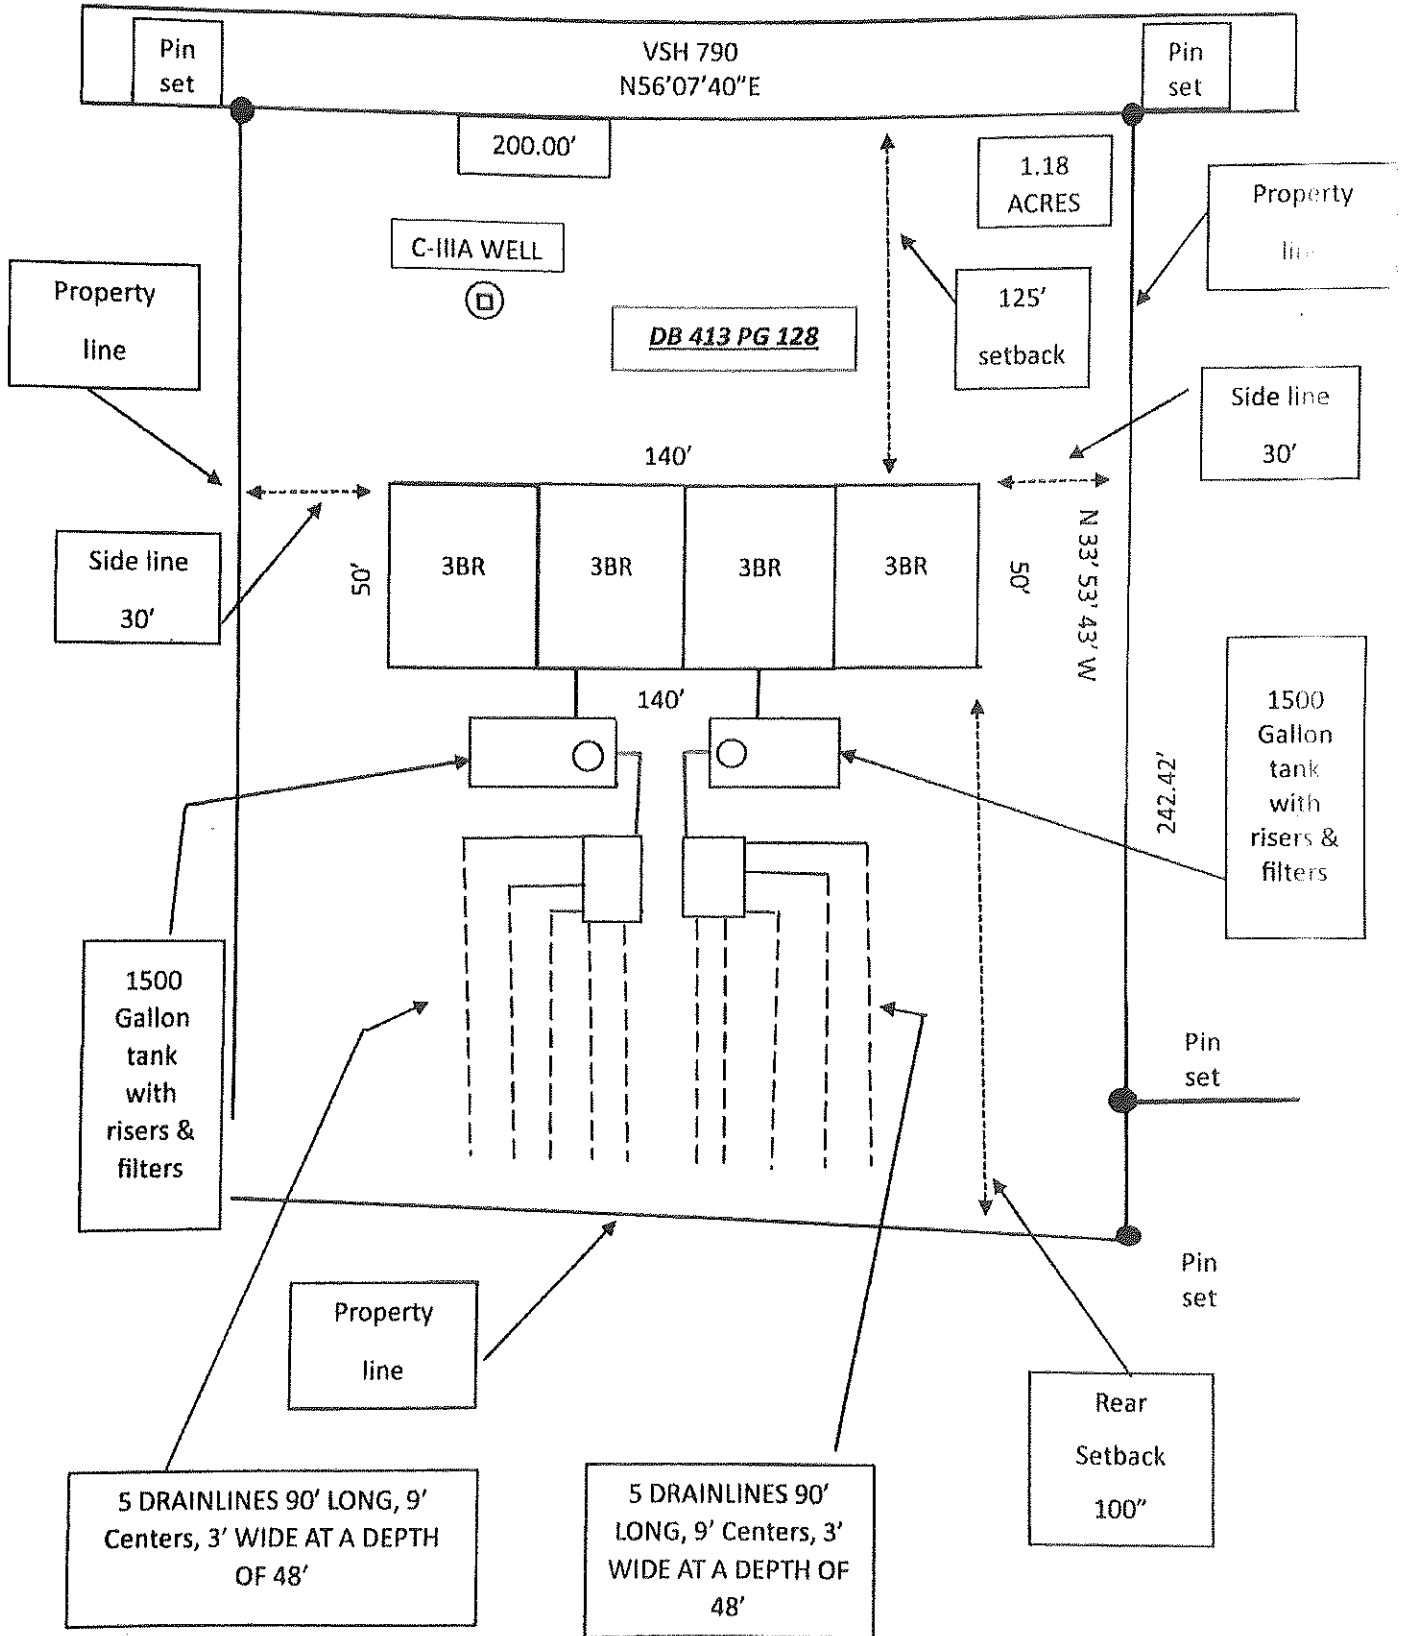 Pin
set
VSH 790
N56'07'40"E
Pin
set
200.00'
1.18
ACRES
Property
line
C-IIIA WELL
Property
line
125'
setback
DB 413 PG 128
Side line
30'
140'
Side line
30'
50'
3BR
3BR
3BR
3BR
50'
N 33' 53' 43' W
140'
1500
Gallon
tank
with
risers &
filters
242.42'
1500
Gallon
tank
with
risers &
filters
Pin
set
Pin
set
Property
line
Rear
Setback
100"
5 DRAINLINES 90' LONG, 9'
Centers, 3' WIDE AT A DEPTH
OF 48'
5 DRAINLINES 90'
LONG, 9' Centers, 3'
WIDE AT A DEPTH OF
48'